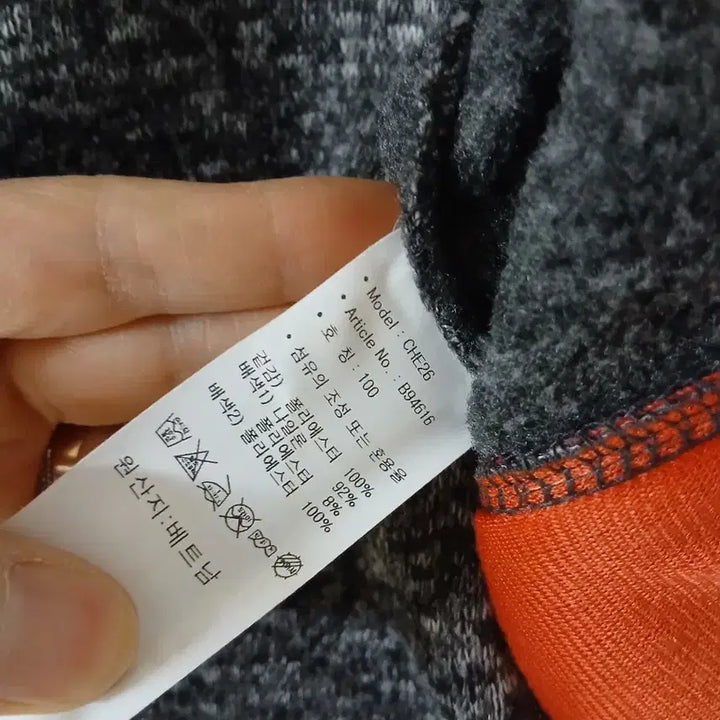 • Model : CHE26
• Article No. : B94616
• 호 칭 : 100
• 섬유의 조성 또는 혼용율
겉감) 폴리에스터 100%
배색1) 나일론 92%
폴리에스터 8%
배색2) 폴리에스터 100%
원산지:베트남